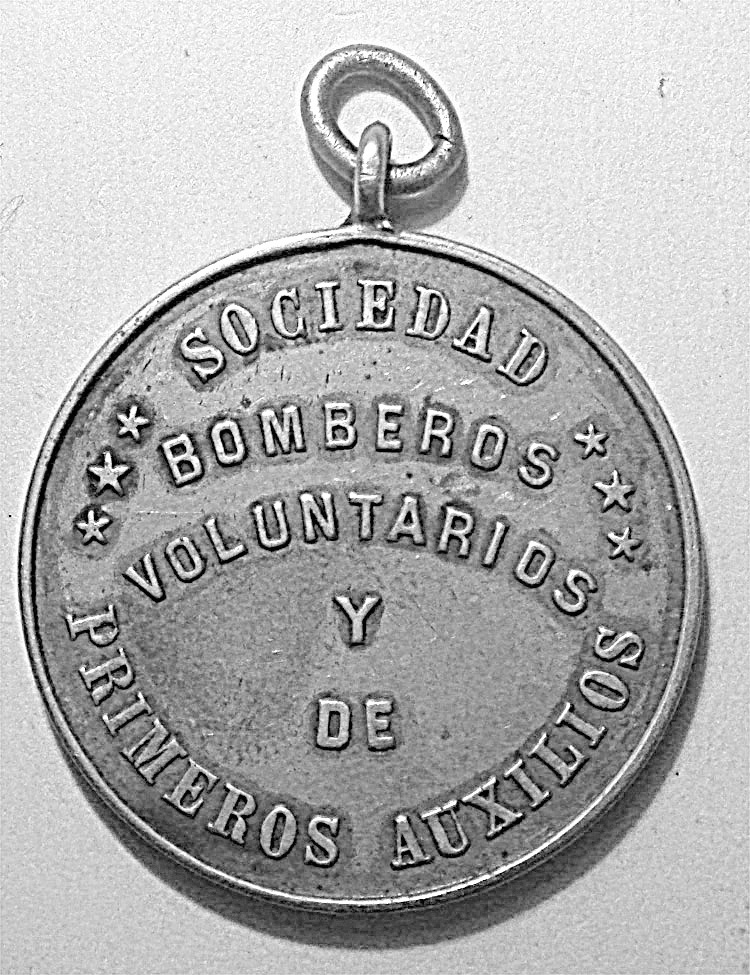 SOCIEDAD
BOMBEROS
VOLUNTARIOS
Y
DE
PRIMEROS AUXILIOS